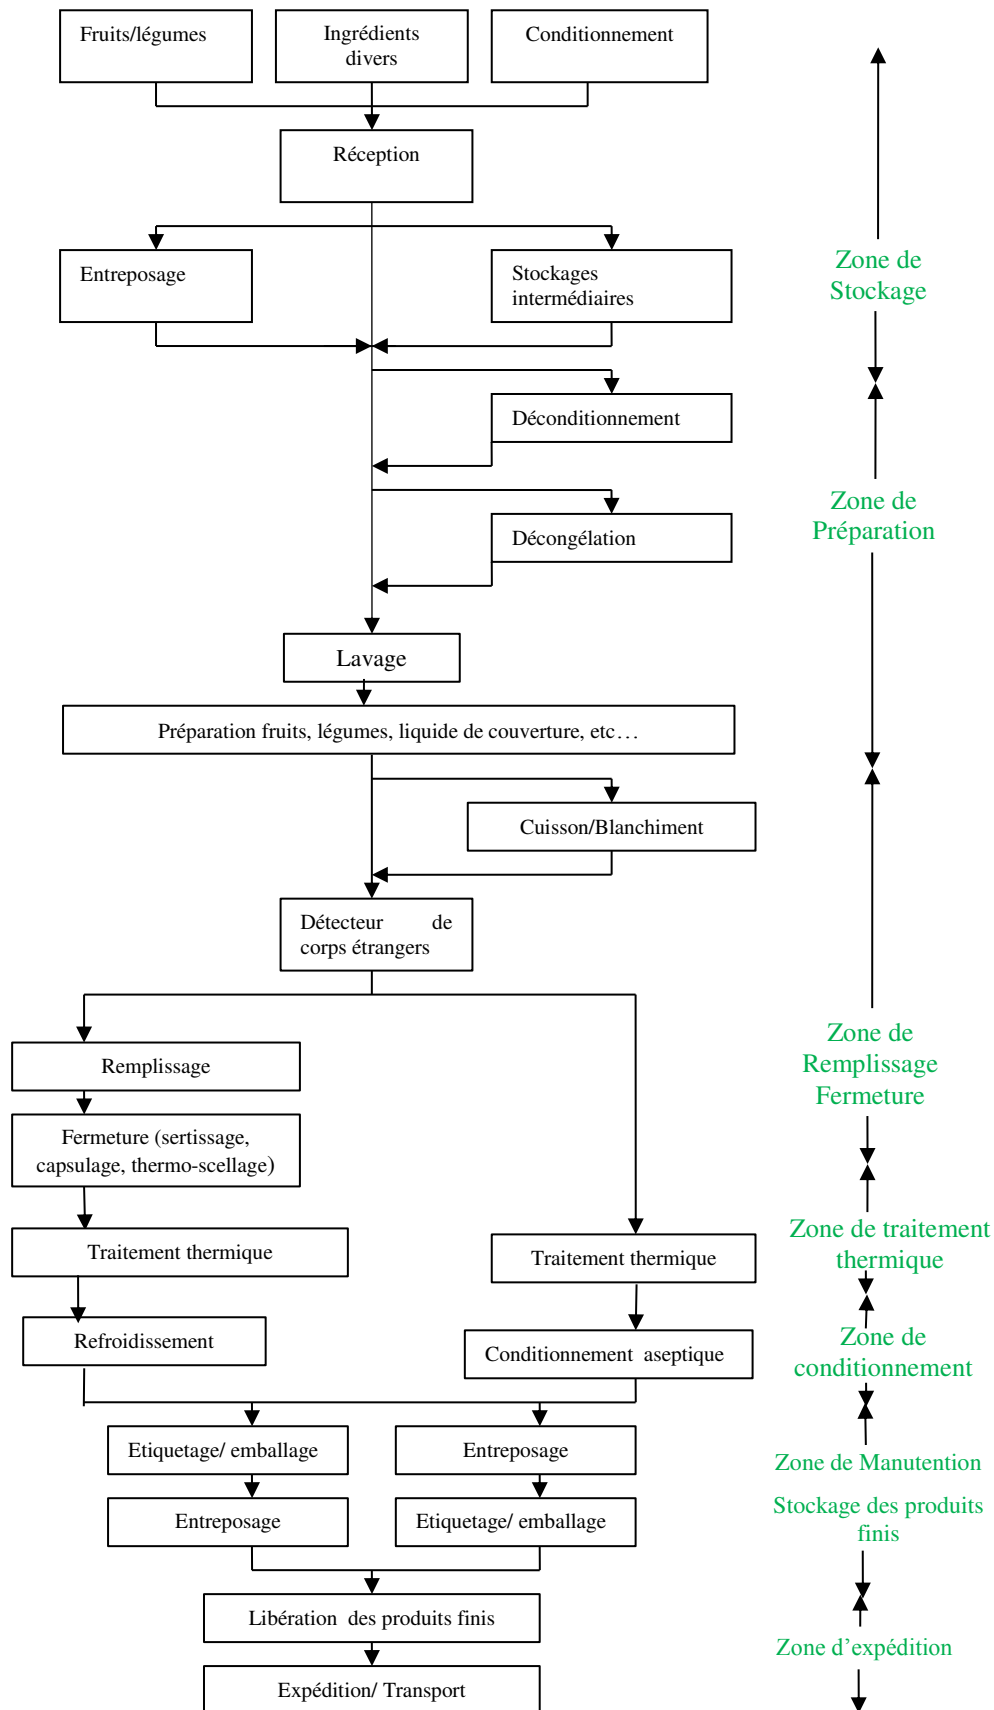 Fruits/légumes
Ingrédients
divers
Conditionnement
Réception
Entreposage
Stockages
intermédiaires
Zone de
Stockage
Déconditionnement
Zone de
Préparation
Décongélation
Lavage
Préparation fruits, légumes, liquide de couverture, etc…
Cuisson/Blanchiment
Détecteur de
corps étrangers
Zone de
Remplissage
Fermeture
Remplissage
Fermeture (sertissage,
capsulage, thermo-scellage)
Traitement thermique
Traitement thermique
Zone de traitement
thermique
Refroidissement
Conditionnement aseptique
Zone de
conditionnement
Etiquetage/ emballage
Entreposage
Zone de Manutention
Entreposage
Etiquetage/ emballage
Stockage des produits
finis
Libération des produits finis
Zone d'expédition
Expédition/ Transport